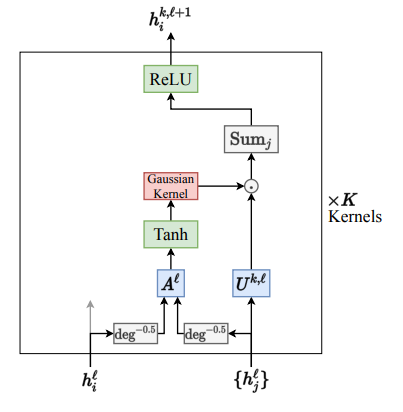 h_i^{k,ℓ+1}
ReLU
Sum_j
Gaussian
Kernel
Tanh
×K
Kernels
A^ℓ
U^{k,ℓ}
deg^{-0.5}
deg^{-0.5}
h_i^ℓ
{h_j^ℓ}